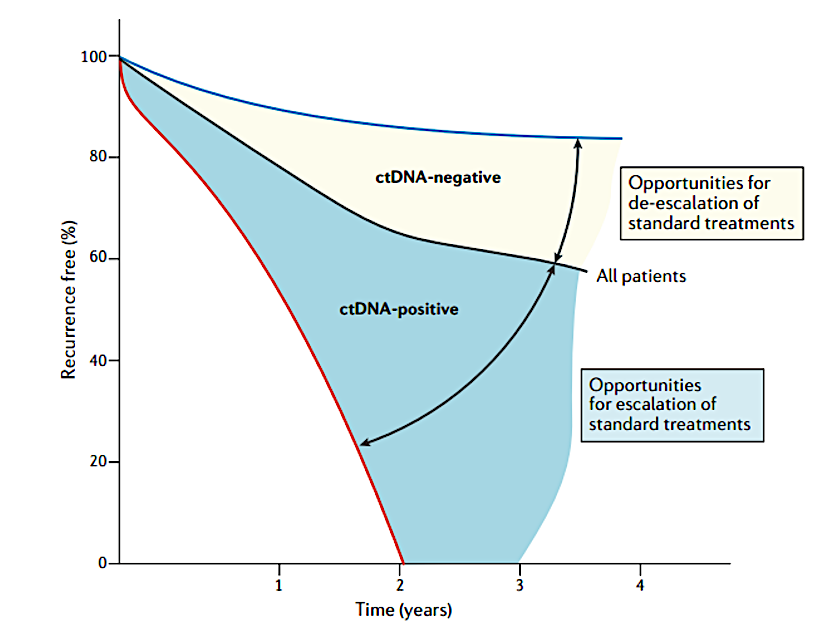 100
80
60
40
20
0
Recurrence free (%)
ctDNA-negative
Opportunities for
de-escalation of
standard treatments
All patients
ctDNA-positive
Opportunities
for escalation of
standard treatments
1
2
3
4
Time (years)